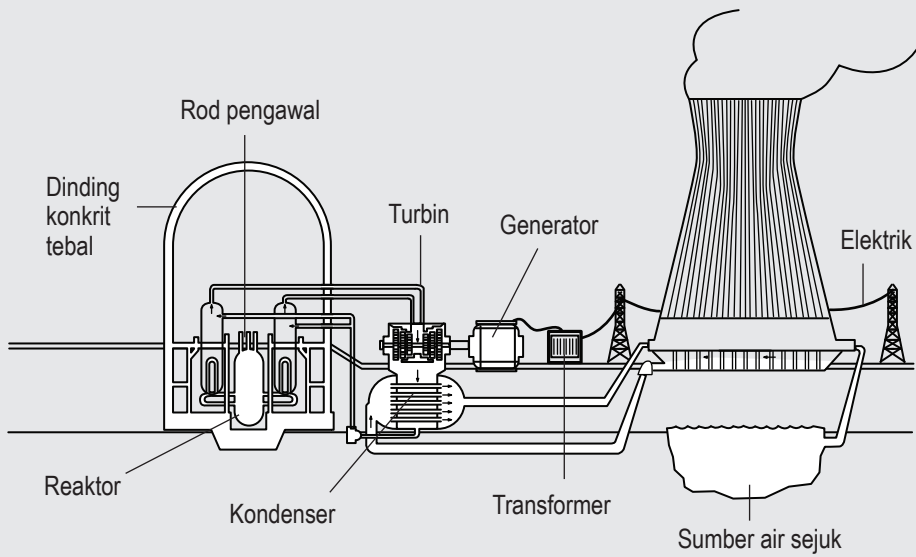 Rod pengawal
Dinding
konkrit
tebal
Turbin
Generator
Elektrik
Reaktor
Kondenser
Transformer
Sumber air sejuk